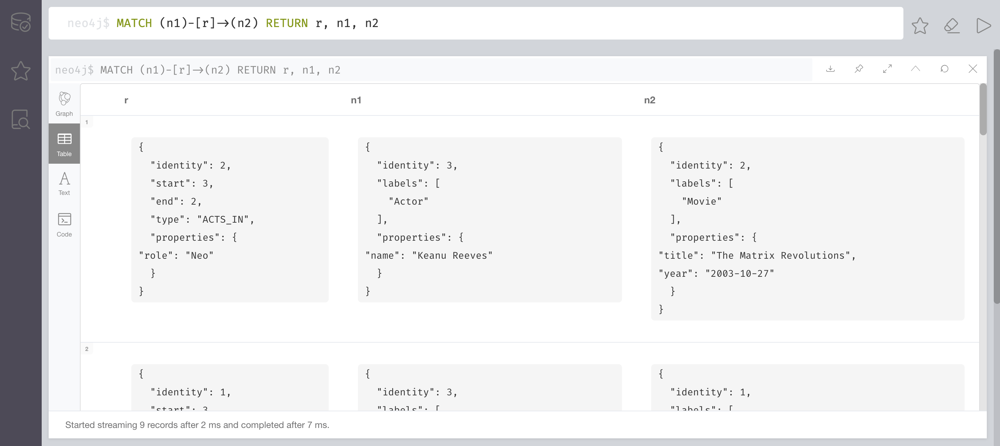 neo4j$ MATCH (n1)-[r]→(n2) RETURN r, n1, n2
neo4j$ MATCH (n1)-[r]→(n2) RETURN r, n1, n2
Graph
Table
Text
Code
r n1 n2
1
{
"identity": 2,
"start": 3,
"end": 2,
"type": "ACTS_IN",
"properties": {
"role": "Neo"
}
}
{
"identity": 3,
"labels": [
"Actor"
],
"properties": {
"name": "Keanu Reeves"
}
}
{
"identity": 2,
"labels": [
"Movie"
],
"properties": {
"title": "The Matrix Revolutions",
"year": "2003-10-27"
}
}
2
{
"identity": 1,
"start": 3
{
"identity": 3,
"labels": [
{
"identity": 1,
"labels": [
Started streaming 9 records after 2 ms and completed after 7 ms.